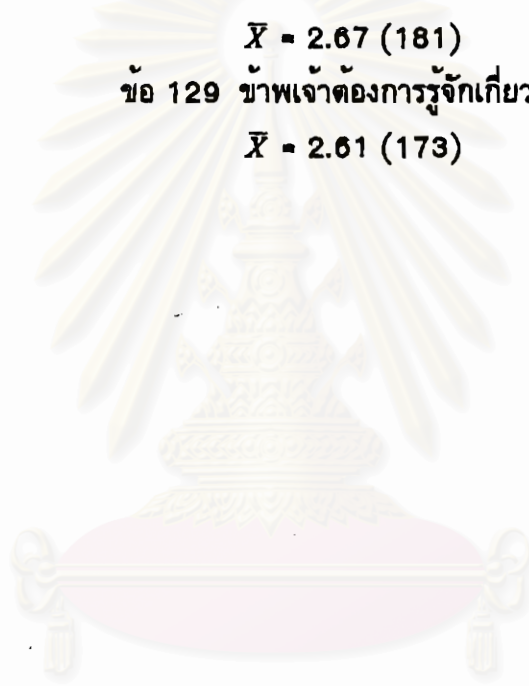 X̄ = 2.67 (181)
ข้อ 129 ข้าพเจ้าต้องการรู้จักเกี่ยว
X̄ = 2.61 (173)